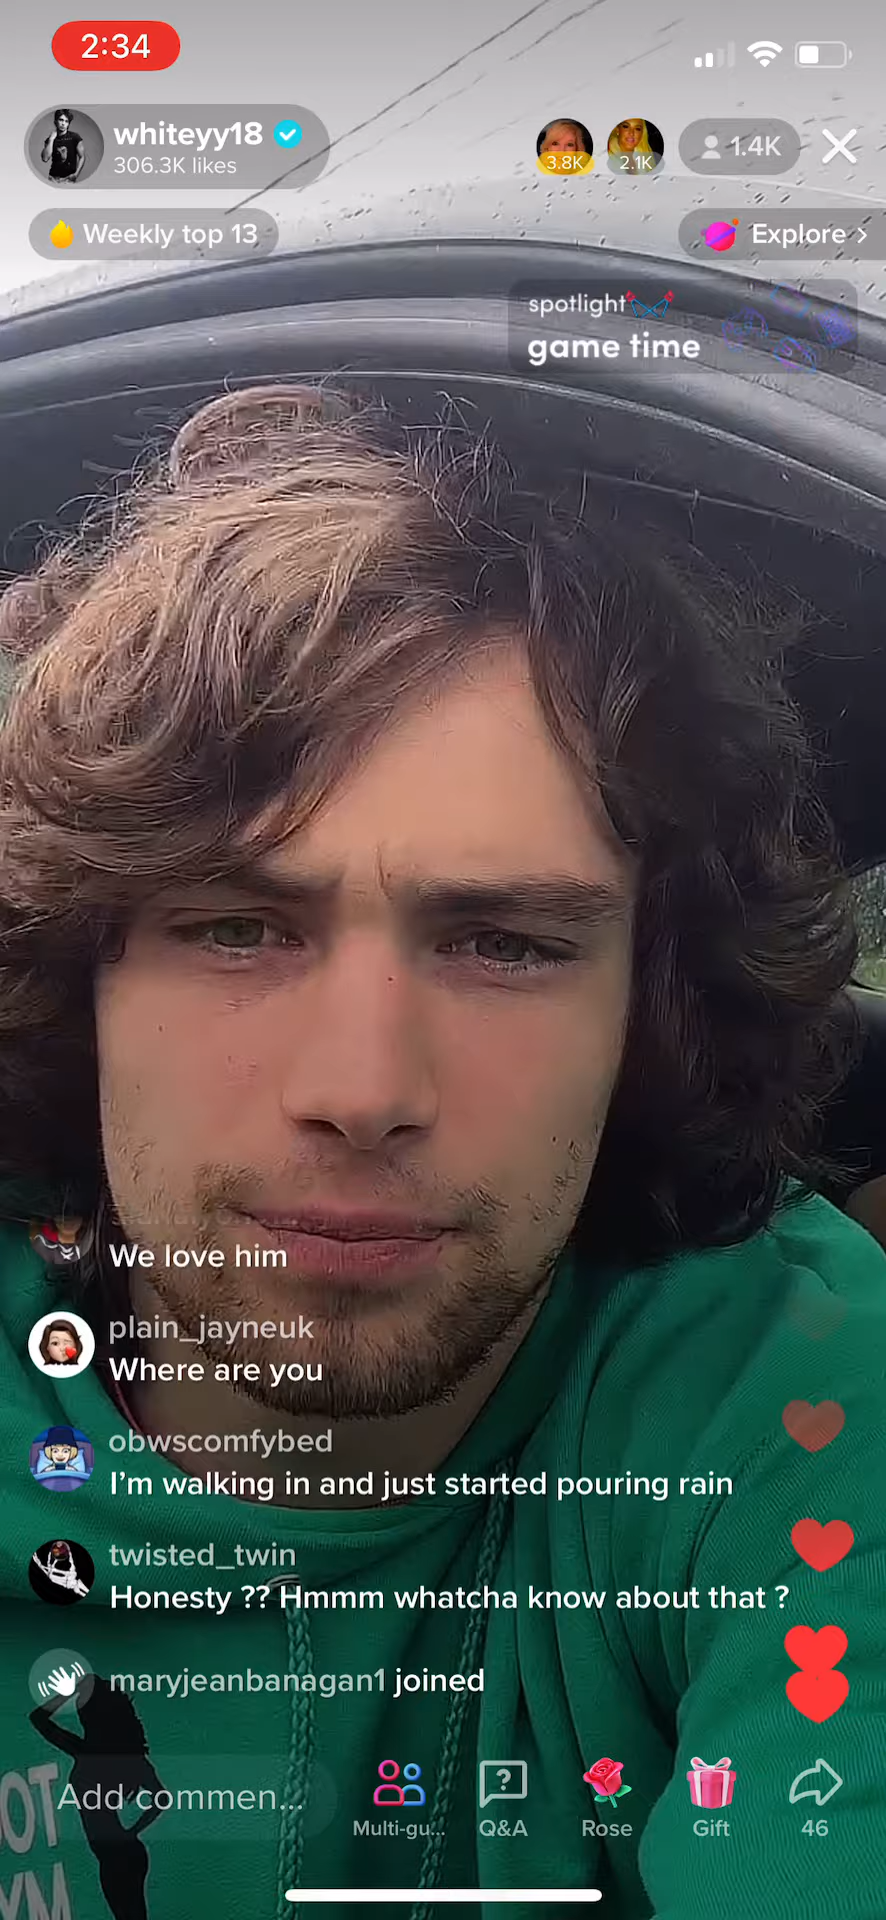 2:34
whiteyy18
306.3K likes
3.8K
2.1K
1.4K
Weekly top 13
Explore >
spotlight
game time
We love him
plain_jayneuk
Where are you
obwscomfybed
I'm walking in and just started pouring rain
twisted_twin
Honesty ?? Hmmm whatcha know about that ?
maryjeanbanagan1 joined
Add commen...
Multi-gu...
Q&A
Rose
Gift
46